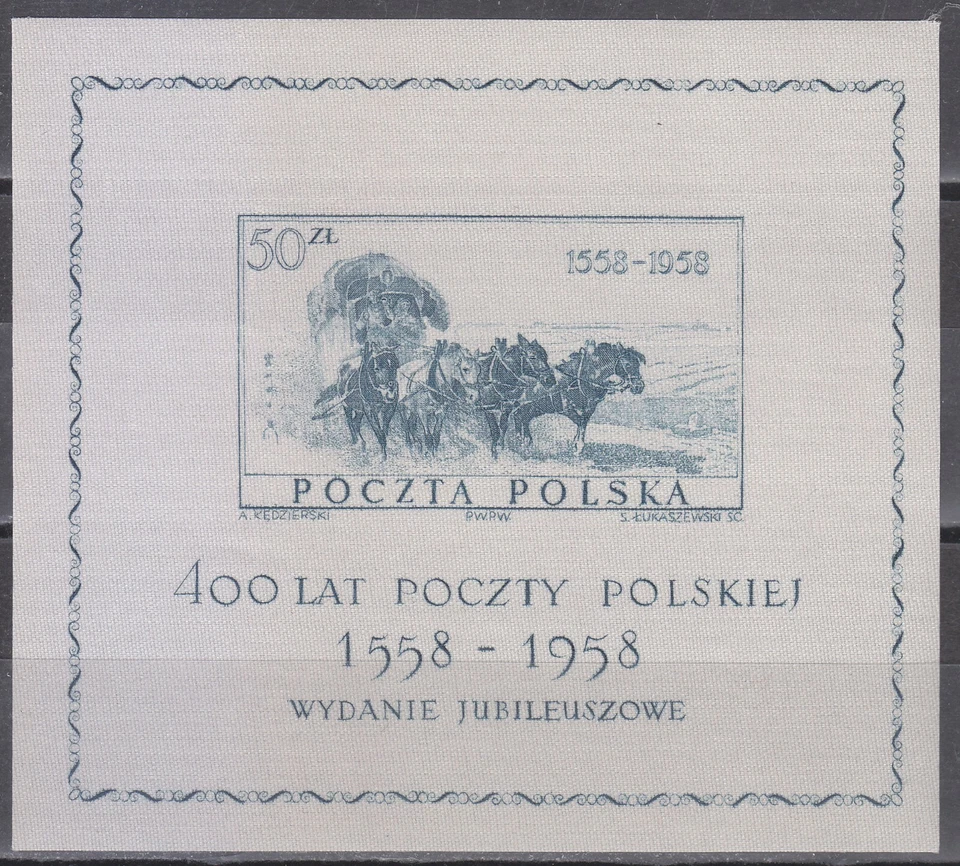 50 ZŁ
1558-1958
POCZTA POLSKA
A. KĘDZIERSKI P.W.P.W. S. ŁUKASZEWSKI SC.
400 LAT POCZTY POLSKIEJ
1558 - 1958
WYDANIE JUBILEUSZOWE